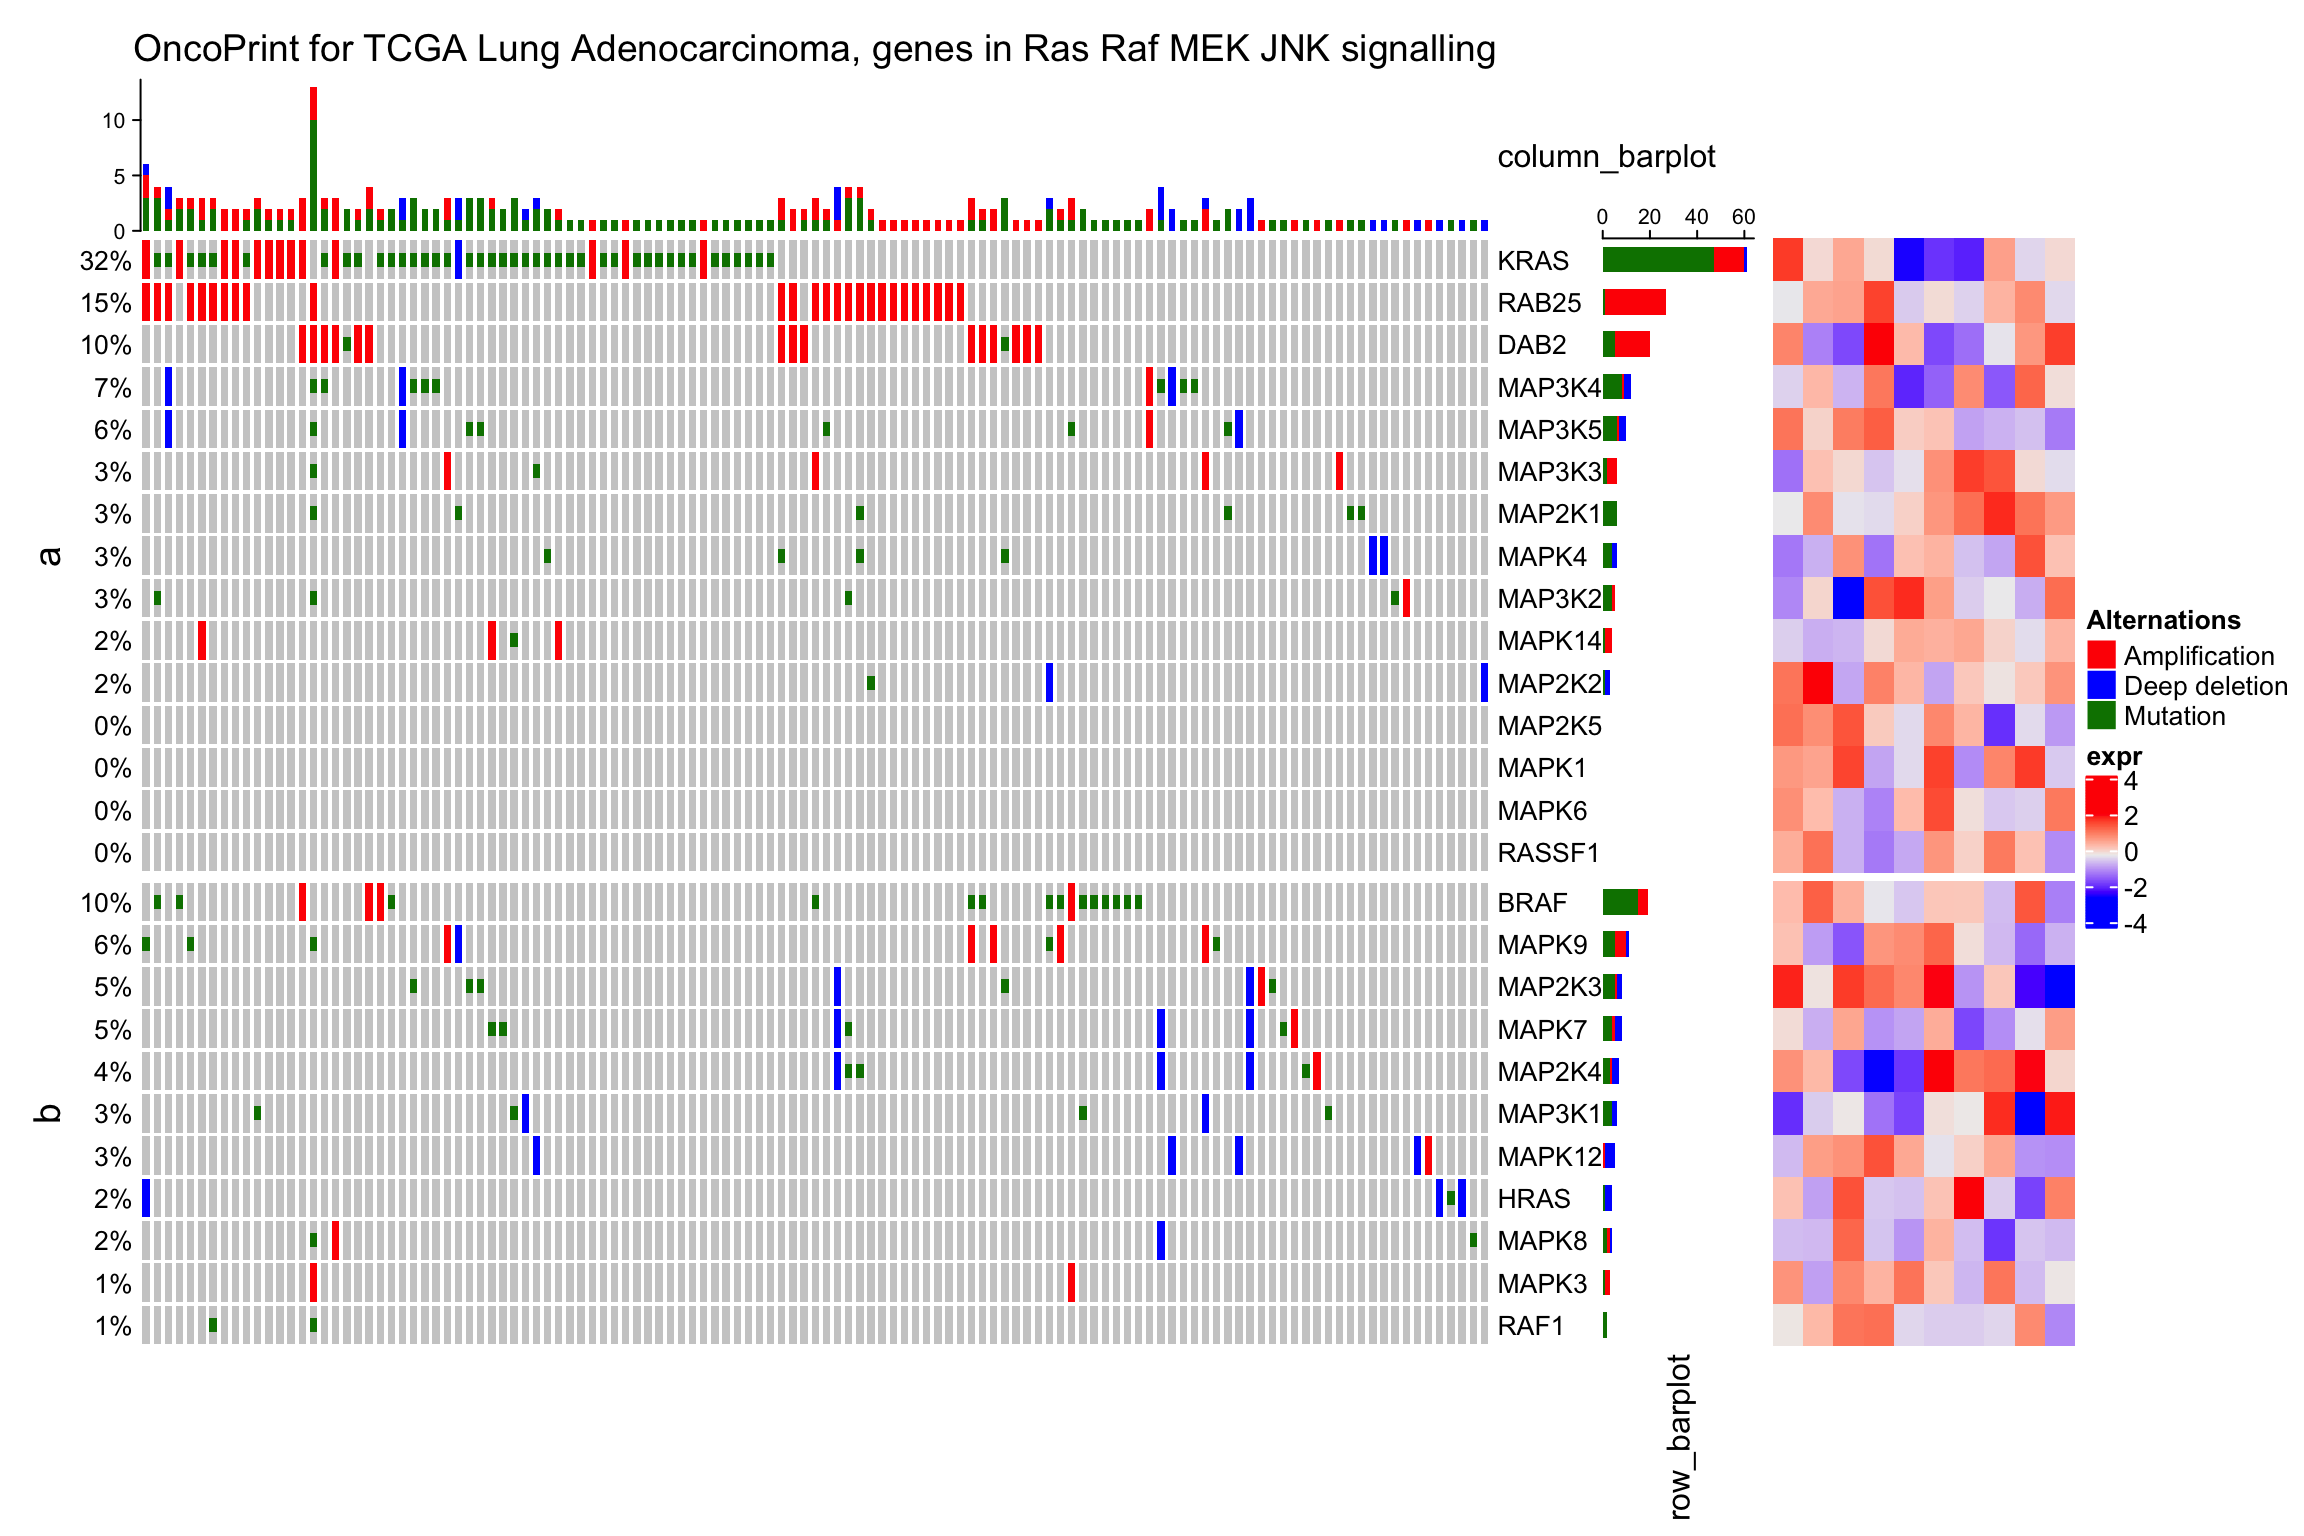 OncoPrint for TCGA Lung Adenocarcinoma, genes in Ras Raf MEK JNK signalling
10
5
0
column_barplot
0 20 40 60
a
32% KRAS
15% RAB25
10% DAB2
7% MAP3K4
6% MAP3K5
3% MAP3K3
3% MAP2K1
3% MAPK4
3% MAP3K2
2% MAPK14
2% MAP2K2
0% MAP2K5
0% MAPK1
0% MAPK6
0% RASSF1
b
10% BRAF
6% MAPK9
5% MAP2K3
5% MAPK7
4% MAP2K4
3% MAP3K1
3% MAPK12
2% HRAS
2% MAPK8
1% MAPK3
1% RAF1
row_barplot
Alternations
Amplification
Deep deletion
Mutation
expr
4
2
0
-2
-4